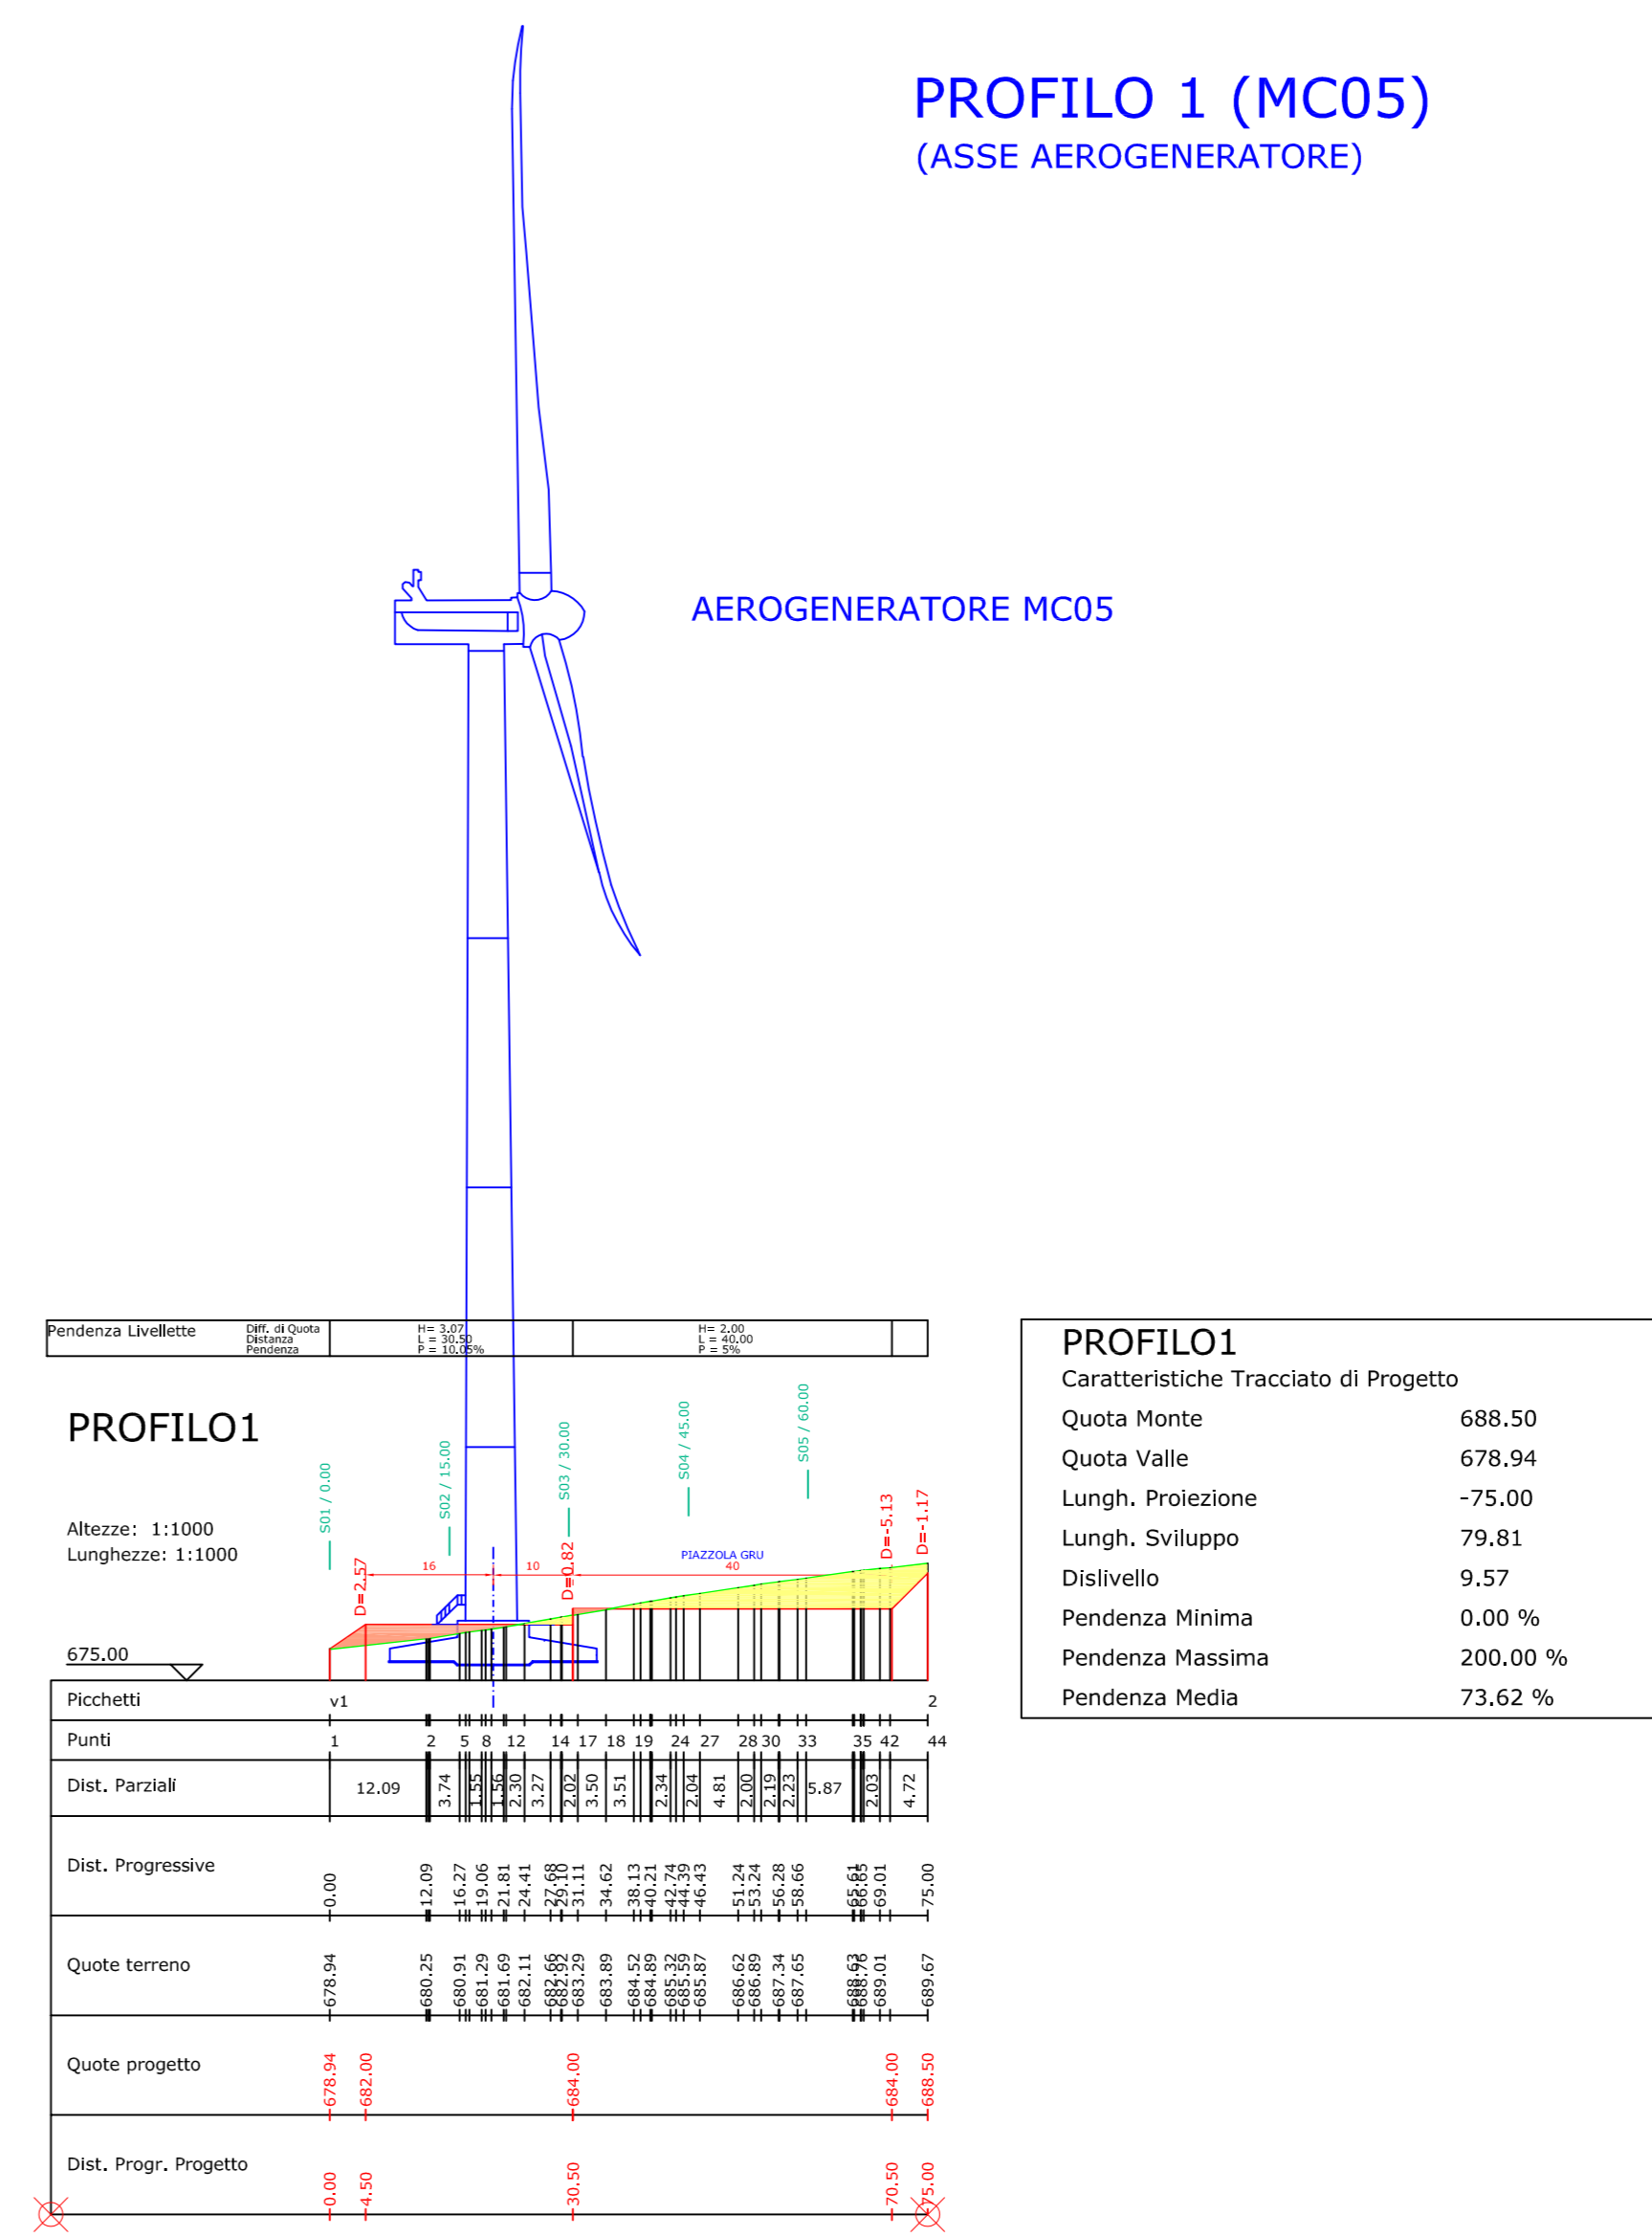 PROFILO 1 (MC05)
(ASSE AEROGENERATORE)
AEROGENERATORE MC05
Pendenza Livellette
Diff. di Quota
Distanza
Pendenza
H= 3.07
L = 30.50
P = 10.05%
H= 2.00
L = 40.00
P = 5%
PROFILO1
Altezze: 1:1000
Lunghezze: 1:1000
675.00
S01 / 0.00
S02 / 15.00
S03 / 30.00
S04 / 45.00
S05 / 60.00
D=2.57
16
10
D=0.82
PIAZZOLA GRU
40
D=-5.13
D=-1.17
Picchetti v1 2
Punti 1 2 5 8 12 14 17 18 19 24 27 28 30 33 35 42 44
Dist. Parziali 12.09 3.74 1.55 1.56 2.30 3.27 2.02 3.50 3.51 2.34 2.04 4.81 2.00 2.19 2.23 5.87 2.03 4.72
Dist. Progressive 0.00 12.09 16.27 19.06 21.81 24.41 27.68 29.10 31.11 34.62 38.13 40.21 42.74 44.39 46.43 51.24 53.24 56.28 58.66 65.61 66.65 69.01 75.00
Quote terreno 678.94 680.25 680.91 681.29 681.69 682.11 682.66 682.92 683.29 683.89 684.52 684.89 685.32 685.59 685.87 686.62 686.89 687.34 687.65 688.63 688.76 689.01 689.67
Quote progetto 678.94 682.00 684.00 684.00 688.50
Dist. Progr. Progetto 0.00 4.50 30.50 70.50 75.00
PROFILO1
Caratteristiche Tracciato di Progetto
Quota Monte 688.50
Quota Valle 678.94
Lungh. Proiezione -75.00
Lungh. Sviluppo 79.81
Dislivello 9.57
Pendenza Minima 0.00 %
Pendenza Massima 200.00 %
Pendenza Media 73.62 %